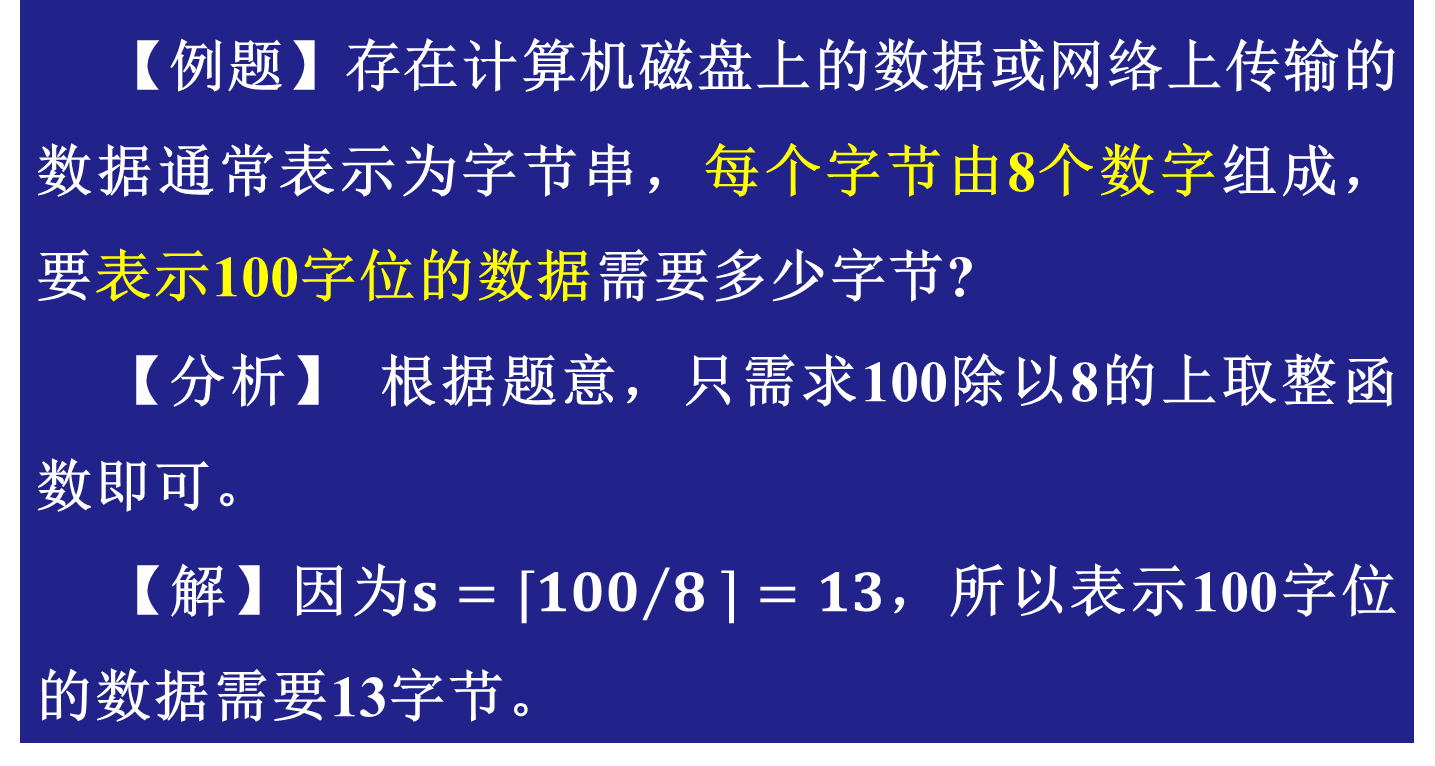 【例题】存在计算机磁盘上的数据或网络上传输的
数据通常表示为字节串，每个字节由8个数字组成，
要表示100字位的数据需要多少字节?
【分析】 根据题意，只需求100除以8的上取整函
数即可。
【解】因为s = ⌈100/8 ⌉ = 13，所以表示100字位
的数据需要13字节。